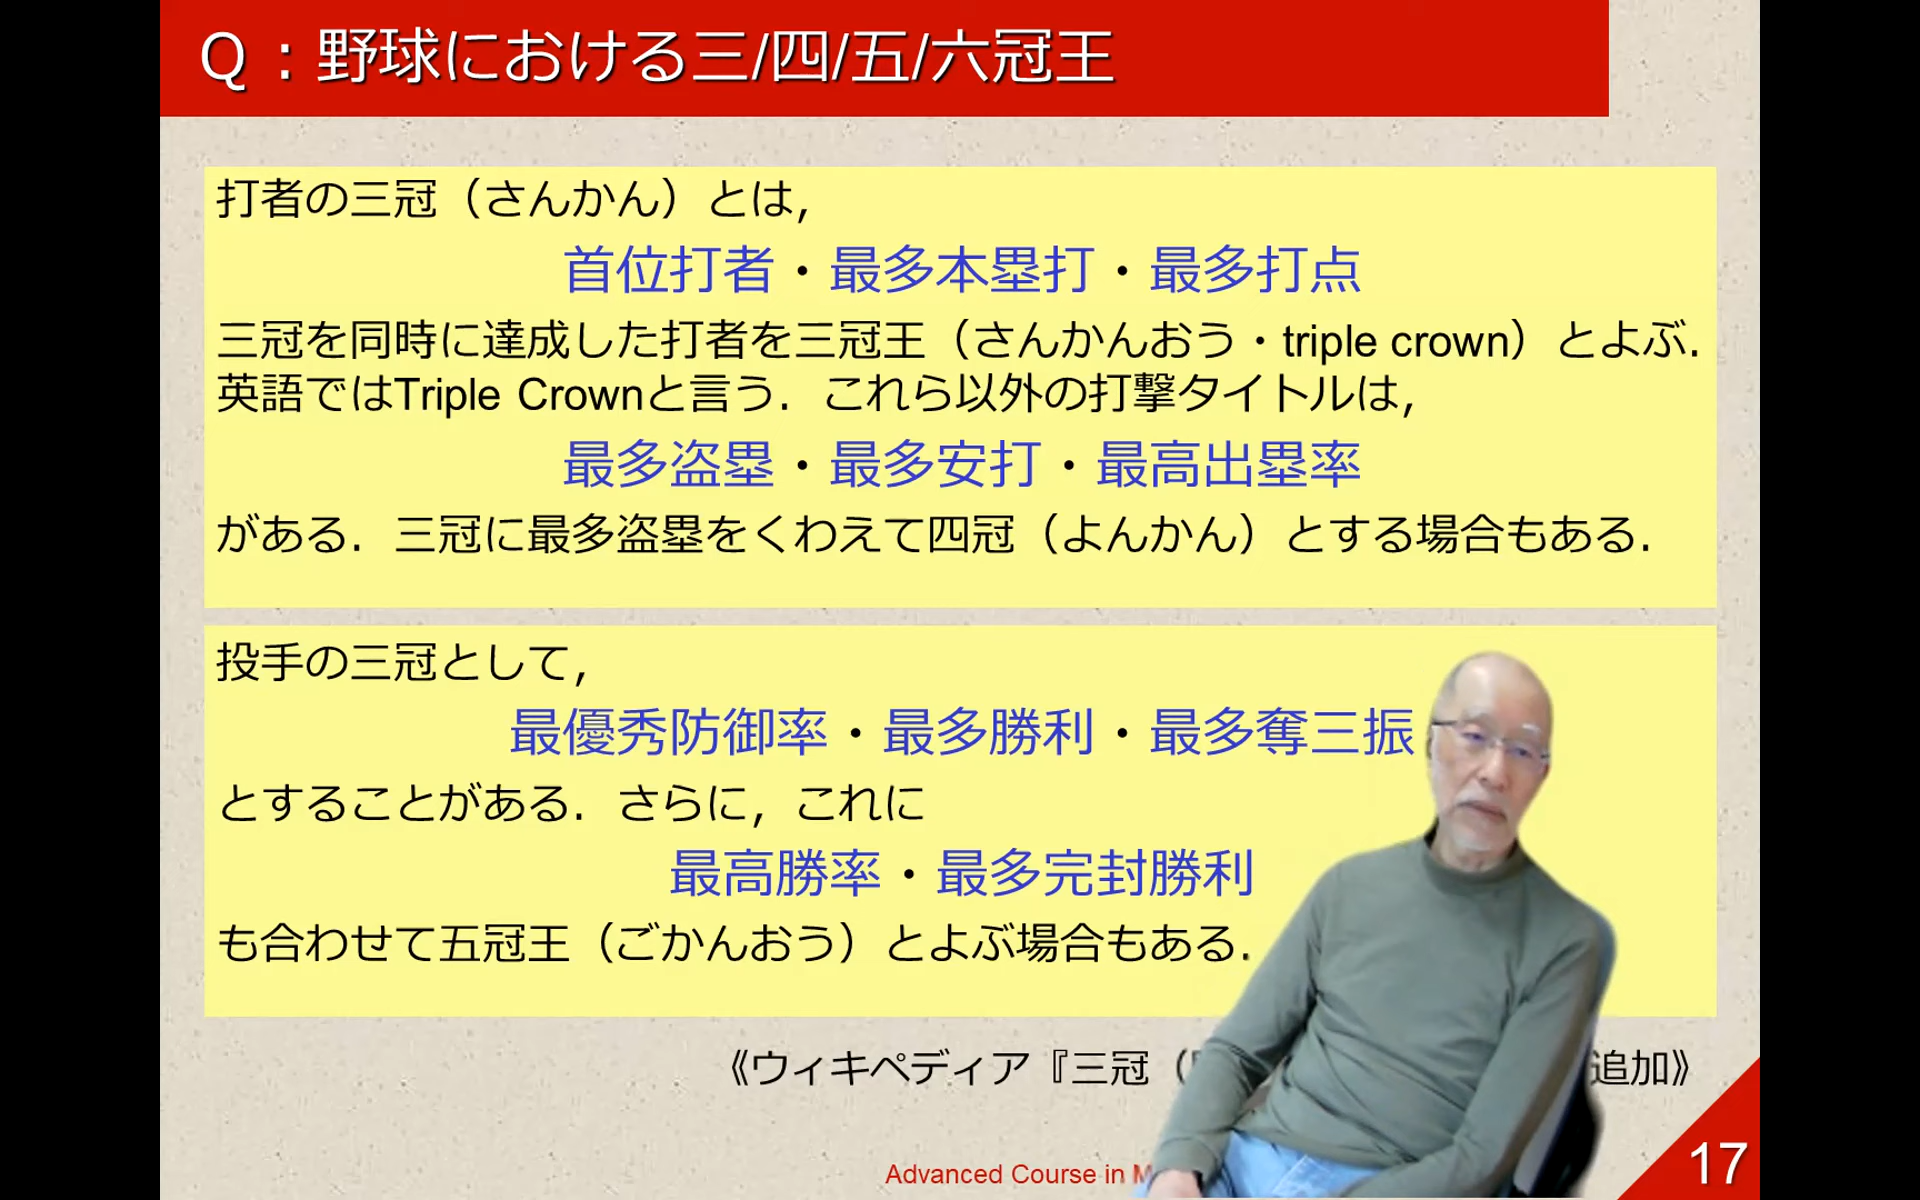 Q：野球における三/四/五/六冠王
打者の三冠（さんかん）とは，
首位打者・最多本塁打・最多打点
三冠を同時に達成した打者を三冠王（さんかんおう・triple crown）とよぶ．
英語ではTriple Crownと言う．これら以外の打撃タイトルは，
最多盗塁・最多安打・最高出塁率
がある．三冠に最多盗塁をくわえて四冠（よんかん）とする場合もある．
投手の三冠として，
最優秀防御率・最多勝利・最多奪三振
とすることがある．さらに，これに
最高勝率・最多完封勝利
も合わせて五冠王（ごかんおう）とよぶ場合もある．
《ウィキペディア『三冠（ 追加》
Advanced Course in
17